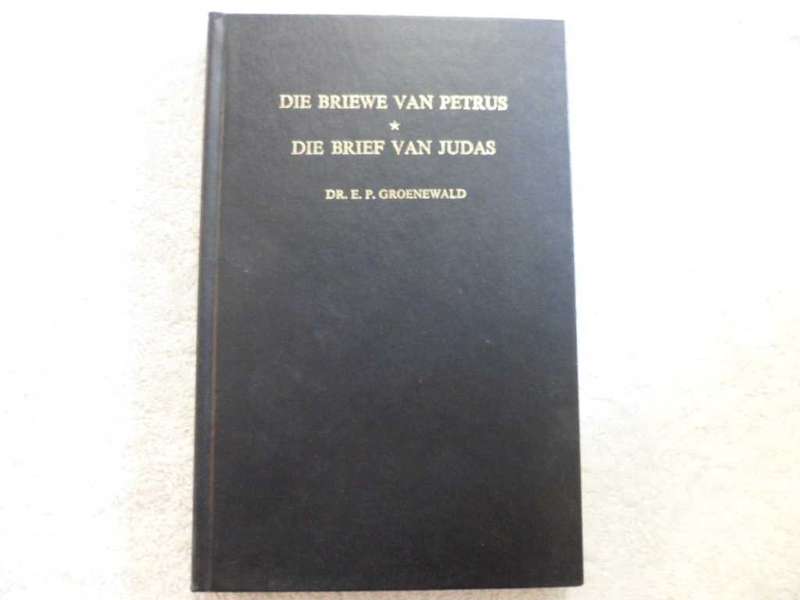 DIE BRIEWE VAN PETRUS
★
DIE BRIEF VAN JUDAS
DR. E. P. GROENEWALD